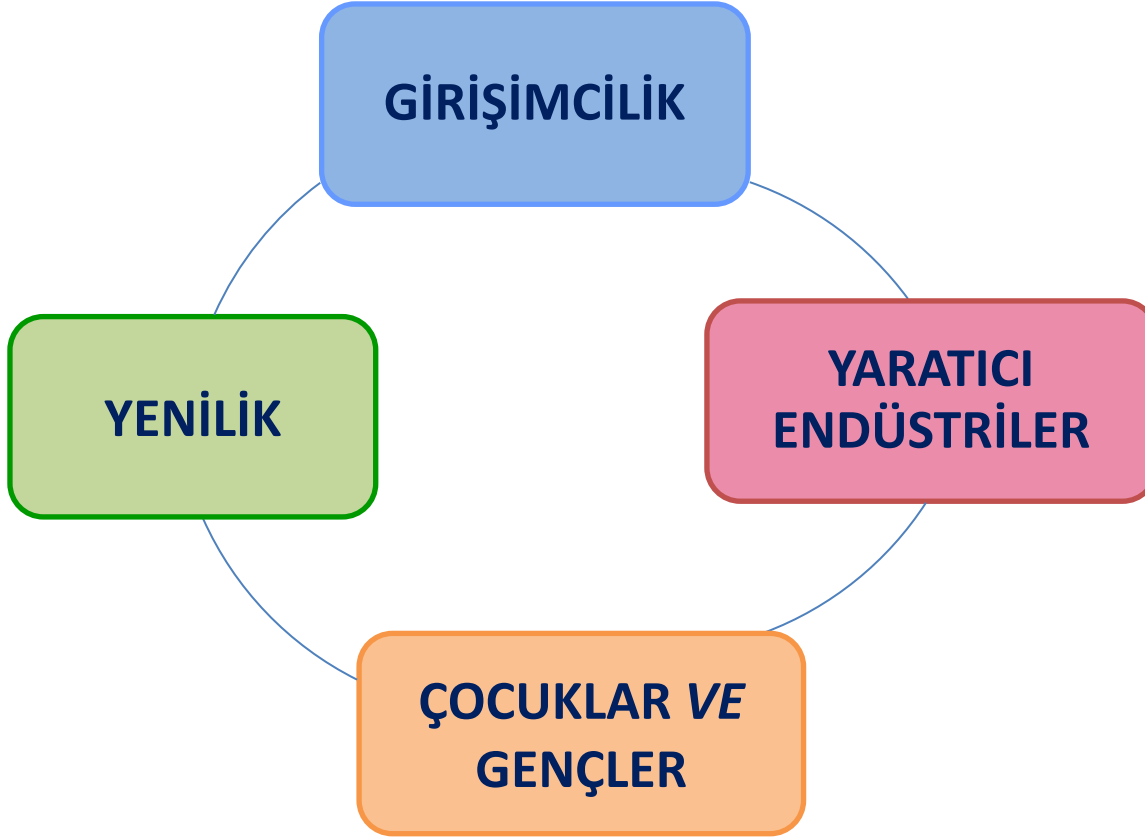 GİRİŞİMCİLİK
YARATICI
ENDÜSTRİLER
YENİLİK
ÇOCUKLAR VE
GENÇLER